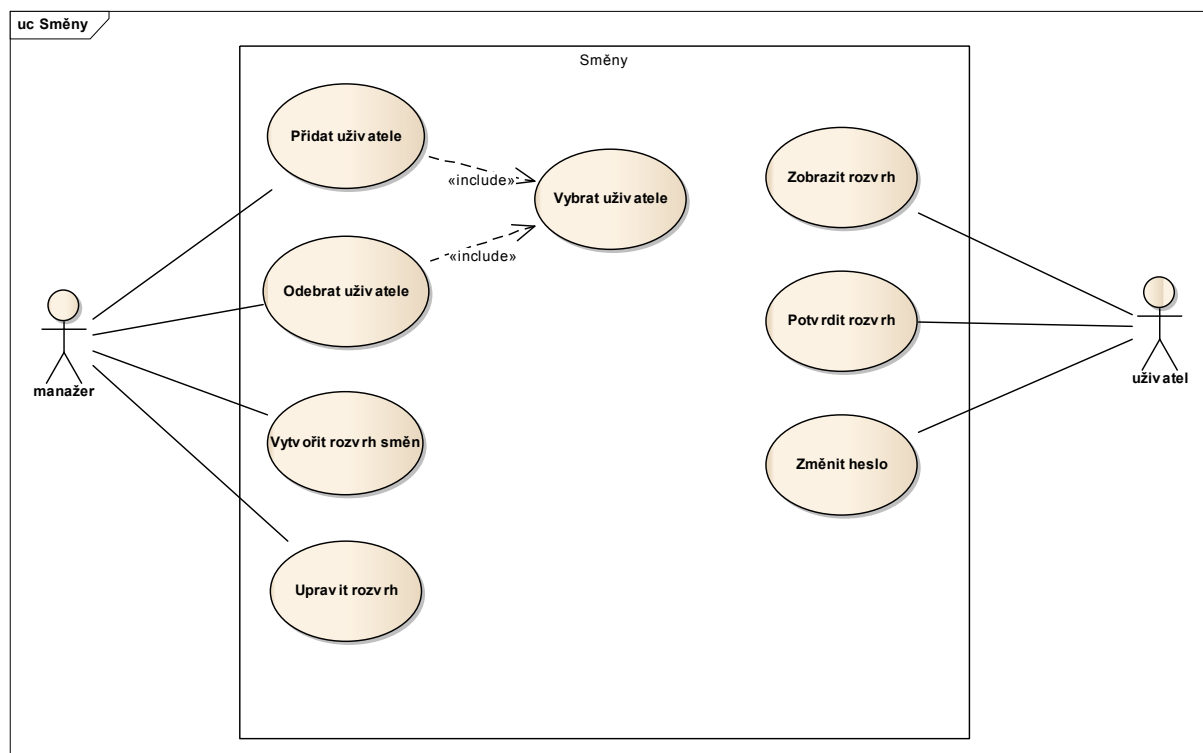 uc Směny
Směny
Přidat uživatele
«include»
Vybrat uživatele
Zobrazit rozvrh
«include»
Odebrat uživatele
Potvrdit rozvrh
manažer
uživatel
Vytvořit rozvrh směn
Změnit heslo
Upravit rozvrh